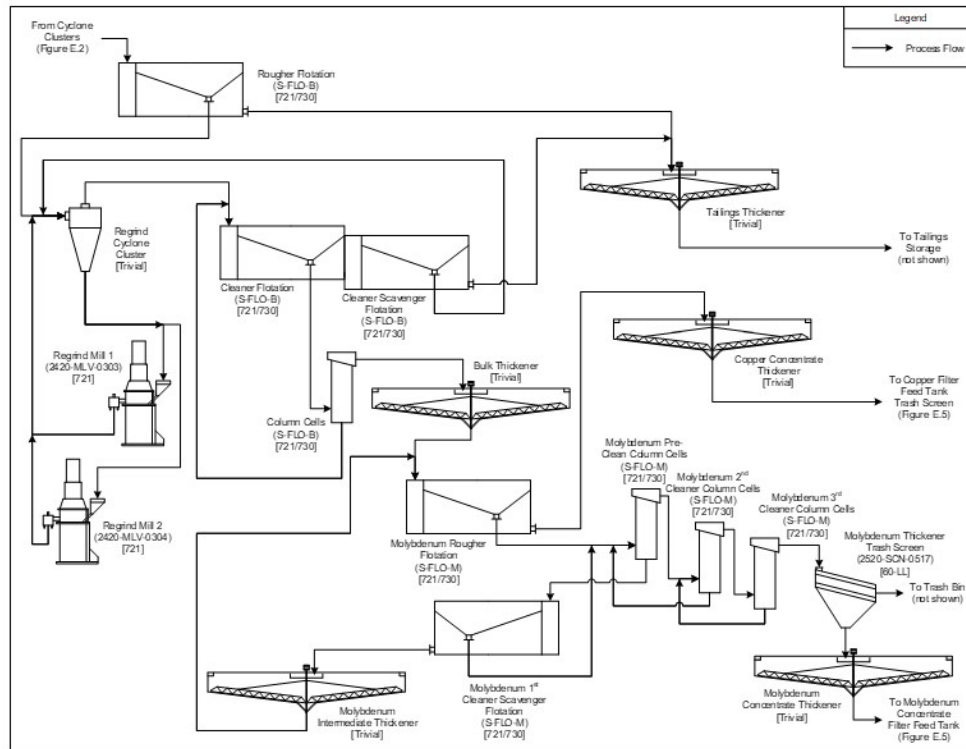 From Cyclone
Clusters
(Figure E.2)
Legend
Process Flow
Rougher Flotation
(S-FLO-B)
[721/730]
Tailings Thickener
[Trivial]
To Tailings
Storage
(not shown)
Regrind
Cyclone
Cluster
[Trivial]
Cleaner Flotation
(S-FLO-B)
[721/730]
Cleaner Scavenger
Flotation
(S-FLO-B)
[721/730]
Copper Concentrate
Thickener
[Trivial]
To Copper Filter
Feed Tank
Trash Screen
(Figure E.5)
Regrind Mill 1
(2420-MLV-0303)
[721]
Bulk Thickener
[Trivial]
Column Cells
(S-FLO-B)
[721/730]
Regrind Mill 2
(2420-MLV-0304)
[721]
Molybdenum Rougher
Flotation
(S-FLO-M)
[721/730]
Molybdenum Pre-
Clean Column Cells
(S-FLO-M)
[721/730]
Molybdenum 2nd
Cleaner Column Cells
(S-FLO-M)
[721/730]
Molybdenum 3rd
Cleaner Column Cells
(S-FLO-M)
[721/730]
Molybdenum Thickener
Trash Screen
(2520-SCN-0517)
[60-LL]
To Trash Bin
(not shown)
Molybdenum
Intermediate Thickener
[Trivial]
Molybdenum 1st
Cleaner Scavenger
Flotation
(S-FLO-M)
[721/730]
Molybdenum
Concentrate Thickener
[Trivial]
To Molybdenum
Concentrate
Filter Feed Tank
(Figure E.5)